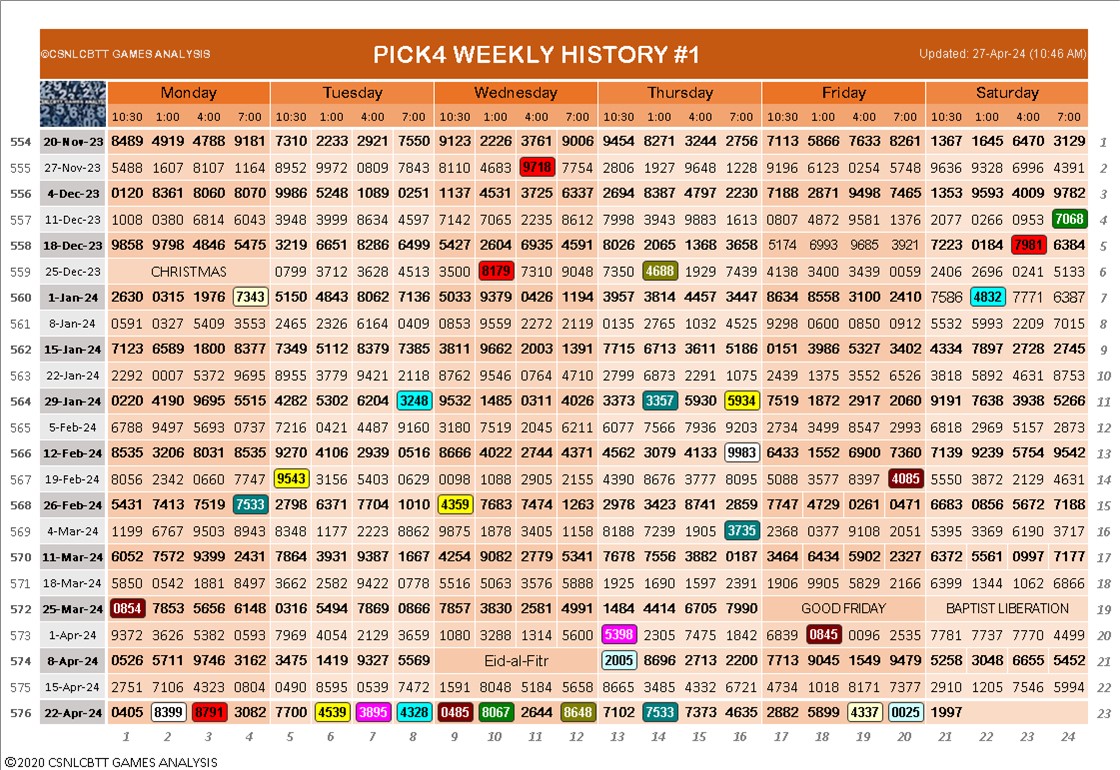 ©CSNLCBTT GAMES ANALYSIS PICK4 WEEKLY HISTORY #1 Updated: 27-Apr-24 (10:46 AM)
Monday Tuesday Wednesday Thursday Friday Saturday
10:30 1:00 4:00 7:00 10:30 1:00 4:00 7:00 10:30 1:00 4:00 7:00 10:30 1:00 4:00 7:00 10:30 1:00 4:00 7:00 10:30 1:00 4:00 7:00
554 20-Nov-23 8489 4919 4788 9181 7310 2233 2921 7550 9123 2226 3761 9006 9454 8271 3244 2756 7113 5866 7633 8261 1367 1645 6470 3129 1
555 27-Nov-23 5488 1607 8107 1164 8952 9972 0809 7843 8110 4683 9718 7754 2806 1927 9648 1228 9196 6123 0254 5748 9636 9328 6996 4391 2
556 4-Dec-23 0120 8361 8060 8070 9986 5248 1089 0251 1137 4531 3725 6337 2694 8387 4797 2230 7188 2871 9498 7465 1353 9593 4009 9782 3
557 11-Dec-23 1008 0380 6814 6043 3948 3999 8634 4597 7142 7065 2235 8612 7998 3943 9883 1613 0807 4872 9581 1376 2077 0266 0953 7068 4
558 18-Dec-23 9858 9798 4846 5475 3219 6651 8286 6499 5427 2604 6935 4591 8026 2065 1368 3658 5174 6993 9685 3921 7223 0184 7981 6384 5
559 25-Dec-23 CHRISTMAS 0799 3712 3628 4513 3500 8179 7310 9048 7350 4688 1929 7439 4138 3400 3439 0059 2406 2696 0241 5133 6
560 1-Jan-24 2630 0315 1976 7343 5150 4843 8062 7136 5033 9379 0426 1194 3957 3814 4457 3447 8634 8558 3100 2410 7586 4832 7771 6387 7
561 8-Jan-24 0591 0327 5409 3553 2465 2326 6164 0409 0853 9559 2272 2119 0135 2765 1032 4525 9298 0600 0850 0912 5532 5993 2209 7015 8
562 15-Jan-24 7123 6589 1800 8377 7349 5112 8379 7385 3811 9662 2003 1391 7715 6713 3611 5186 0151 3986 5327 3402 4334 7897 2728 2745 9
563 22-Jan-24 2292 0007 5372 9695 8955 3779 9421 2118 8762 9546 0764 4710 2799 6873 2291 1075 2439 1375 3552 6526 3818 5892 4631 8753 10
564 29-Jan-24 0220 4190 9695 5515 4282 5302 6204 3248 9532 1485 0311 4026 3373 3357 5930 5934 7519 1872 2917 2060 9191 7638 3938 5266 11
565 5-Feb-24 6788 9497 5693 0737 7216 0421 4487 9160 3180 7519 2045 6211 6077 7566 7936 9203 2734 3499 8547 2993 6818 2969 5157 2873 12
566 12-Feb-24 8535 3206 8031 8535 9270 4106 2939 0516 8666 4022 2744 4371 4562 3079 4133 9983 6433 1552 6900 7360 7139 9239 5754 9542 13
567 19-Feb-24 8056 2342 0660 7747 9543 3156 5403 0629 0098 1088 2905 2155 4390 8676 3777 8095 5088 3577 8397 4085 5550 3872 2129 4631 14
568 26-Feb-24 5431 7413 7519 7533 2798 6371 7704 1010 4359 7683 7474 1263 2978 3423 8741 2859 7747 4729 0261 0471 6683 0856 5672 7188 15
569 4-Mar-24 1199 6767 9503 8943 8348 1177 2223 8862 9875 1878 3405 1158 8188 7239 1905 3735 2368 0377 9108 2051 5395 3369 6190 3717 16
570 11-Mar-24 6052 7572 9399 2431 7864 3931 9387 1667 4254 9082 2779 5341 7678 7556 3882 0187 3464 6434 5902 2327 6372 5561 0997 7177 17
571 18-Mar-24 5850 0542 1881 8497 3662 2582 9422 0778 5516 5063 3576 5888 1925 1690 1597 2391 1906 9905 5829 2166 6399 1344 1062 6866 18
572 25-Mar-24 0854 7853 5656 6148 0316 5494 7869 0866 7857 3830 2581 4991 1484 4414 6705 7990 GOOD FRIDAY BAPTIST LIBERATION 19
573 1-Apr-24 9372 3626 5382 0593 7969 4054 2129 3659 1080 3288 1314 5600 5398 2305 7475 1842 6839 0845 0096 2535 7781 7737 7770 4499 20
574 8-Apr-24 0526 5711 9746 3162 3475 1419 9327 5569 Eid-al-Fitr 2005 8696 2713 2200 7713 9045 1549 9479 5258 3048 6655 5452 21
575 15-Apr-24 2751 7106 4323 0804 0490 8595 0539 7472 1591 8048 5184 5658 8665 3485 4332 6721 4734 1018 8171 7377 2910 1205 7546 5994 22
576 22-Apr-24 0405 8399 8791 3082 7700 4539 3895 4328 0485 8067 2644 8648 7102 7533 7373 4635 2882 5899 4337 0025 1997 23
1 2 3 4 5 6 7 8 9 10 11 12 13 14 15 16 17 18 19 20 21 22 23 24
©2020 CSNLCBTT GAMES ANALYSIS